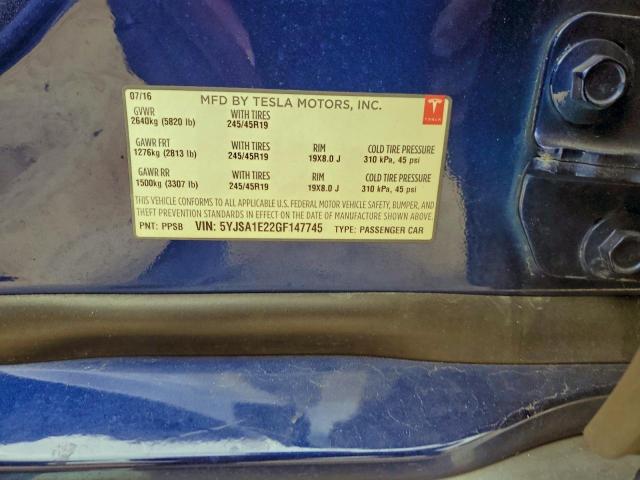 07/16 MFD BY TESLA MOTORS, INC. TESLA
GVWR WITH TIRES
2640kg (5820 lb) 245/45R19
GAWR FRT WITH TIRES RIM COLD TIRE PRESSURE
1276kg (2813 lb) 245/45R19 19X8.0 J 310 kPa, 45 psi
GAWR RR WITH TIRES RIM COLD TIRE PRESSURE
1500kg (3307 lb) 245/45R19 19X8.0 J 310 kPa, 45 psi
THIS VEHICLE CONFORMS TO ALL APPLICABLE U.S. FEDERAL MOTOR VEHICLE SAFETY, BUMPER,
AND THEFT PREVENTION STANDARDS IN EFFECT ON THE DATE OF MANUFACTURE SHOWN ABOVE.
PNT: PPSB VIN: 5YJSA1E22GF147745 TYPE: PASSENGER CAR